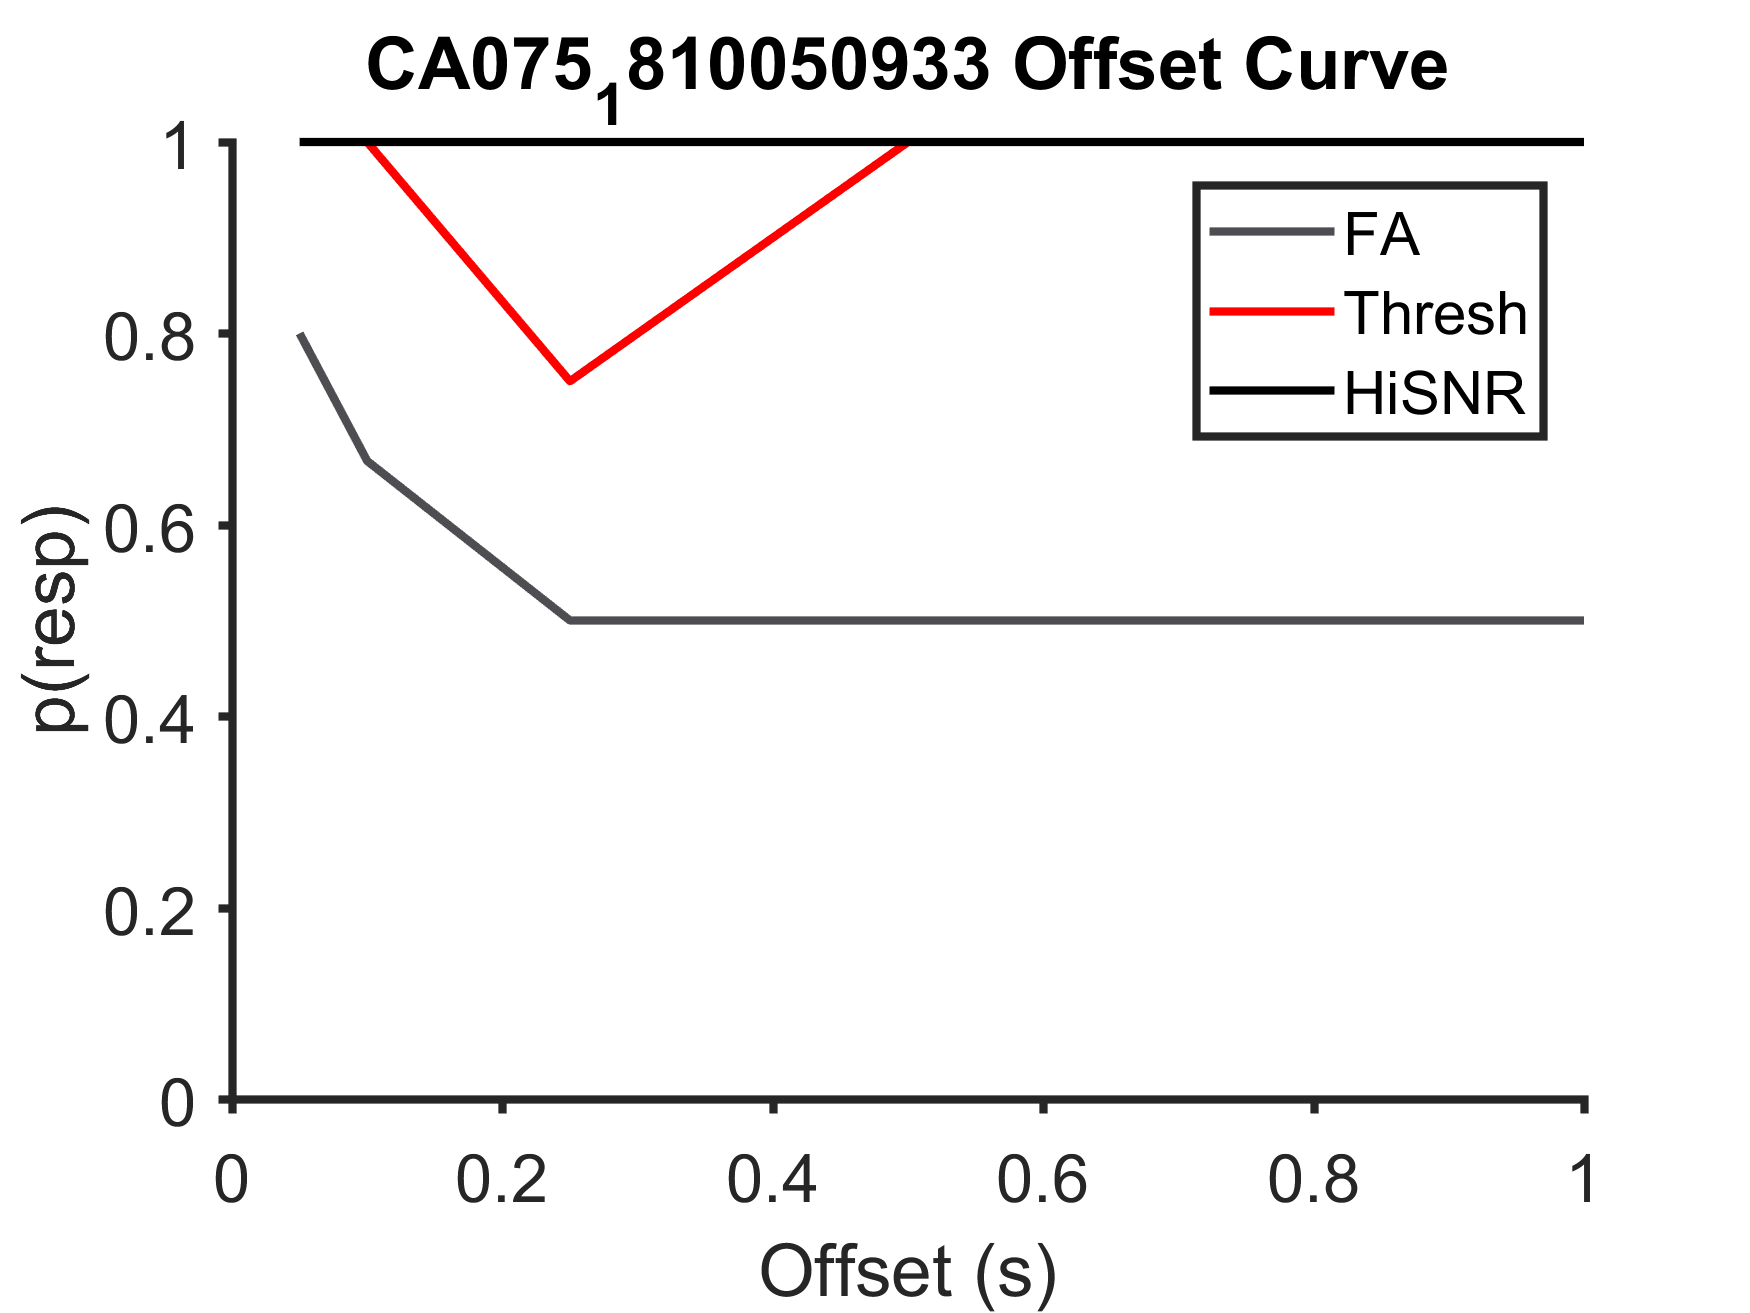 CA075₁810050933 Offset Curve
1
0.8
0.6
0.4
0.2
0
p(resp)
FA
Thresh
HiSNR
0 0.2 0.4 0.6 0.8 1
Offset (s)